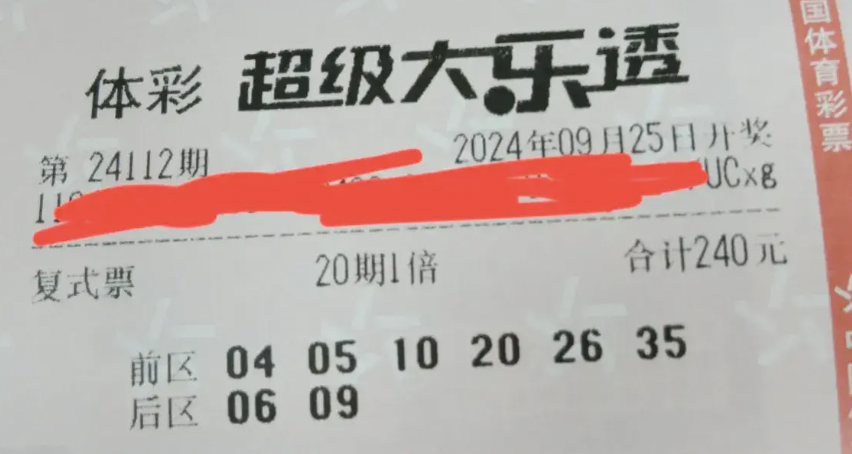 体彩 超级大乐透
第 24112期 2024年09月25日开奖
UCxg
复式票 20期1倍 合计240元
前区 04 05 10 20 26 35
后区 06 09
国体育彩票